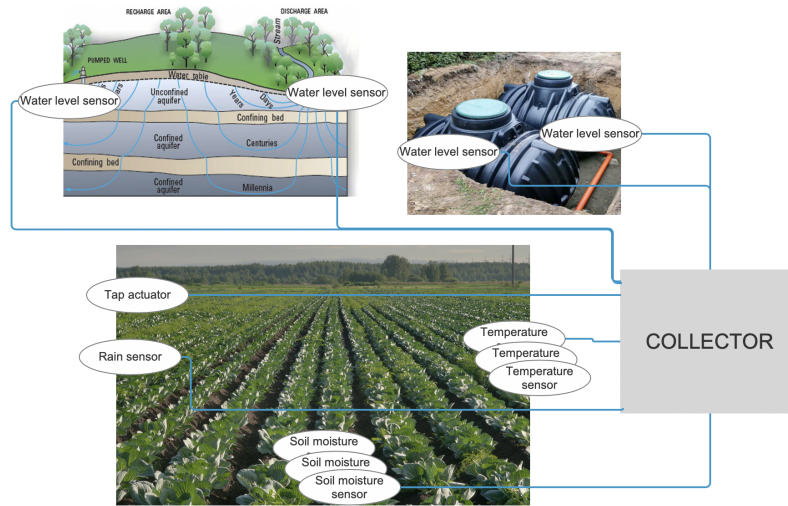 RECHARGE AREA
DISCHARGE AREA
Stream
PUMPED WELL
Water table
Water level sensor
Unconfined
aquifer
Years
Days
Water level sensor
Confining bed
Confined
aquifer
Centuries
Confining bed
Confined
aquifer
Millennia
Water level sensor
Water level sensor
Tap actuator
Rain sensor
Temperature
Temperature
Temperature
sensor
COLLECTOR
Soil moisture
Soil moisture
Soil moisture
sensor